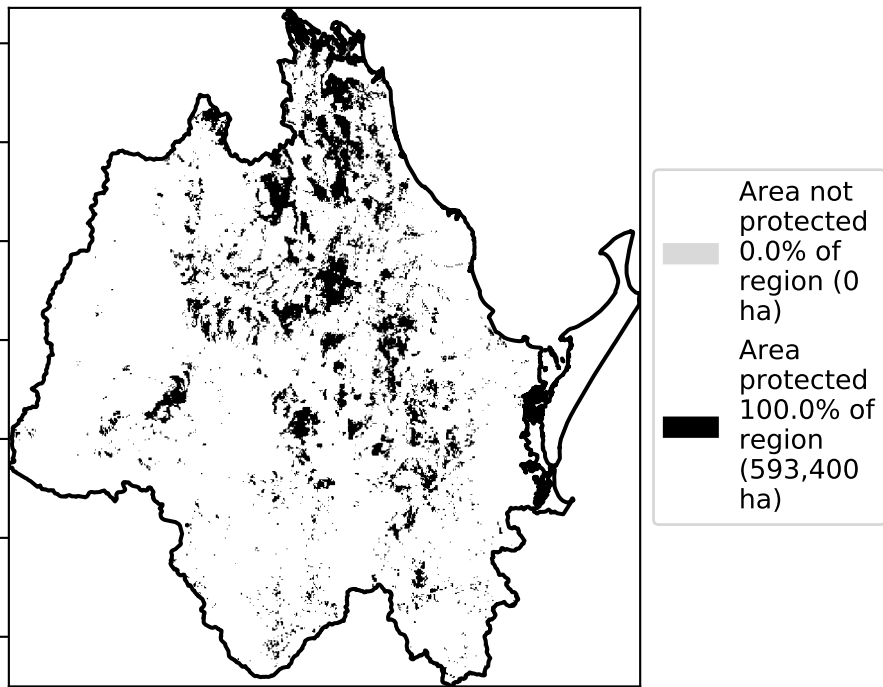 Area not
protected
0.0% of
region (0
ha)
Area
protected
100.0% of
region
(593,400
ha)